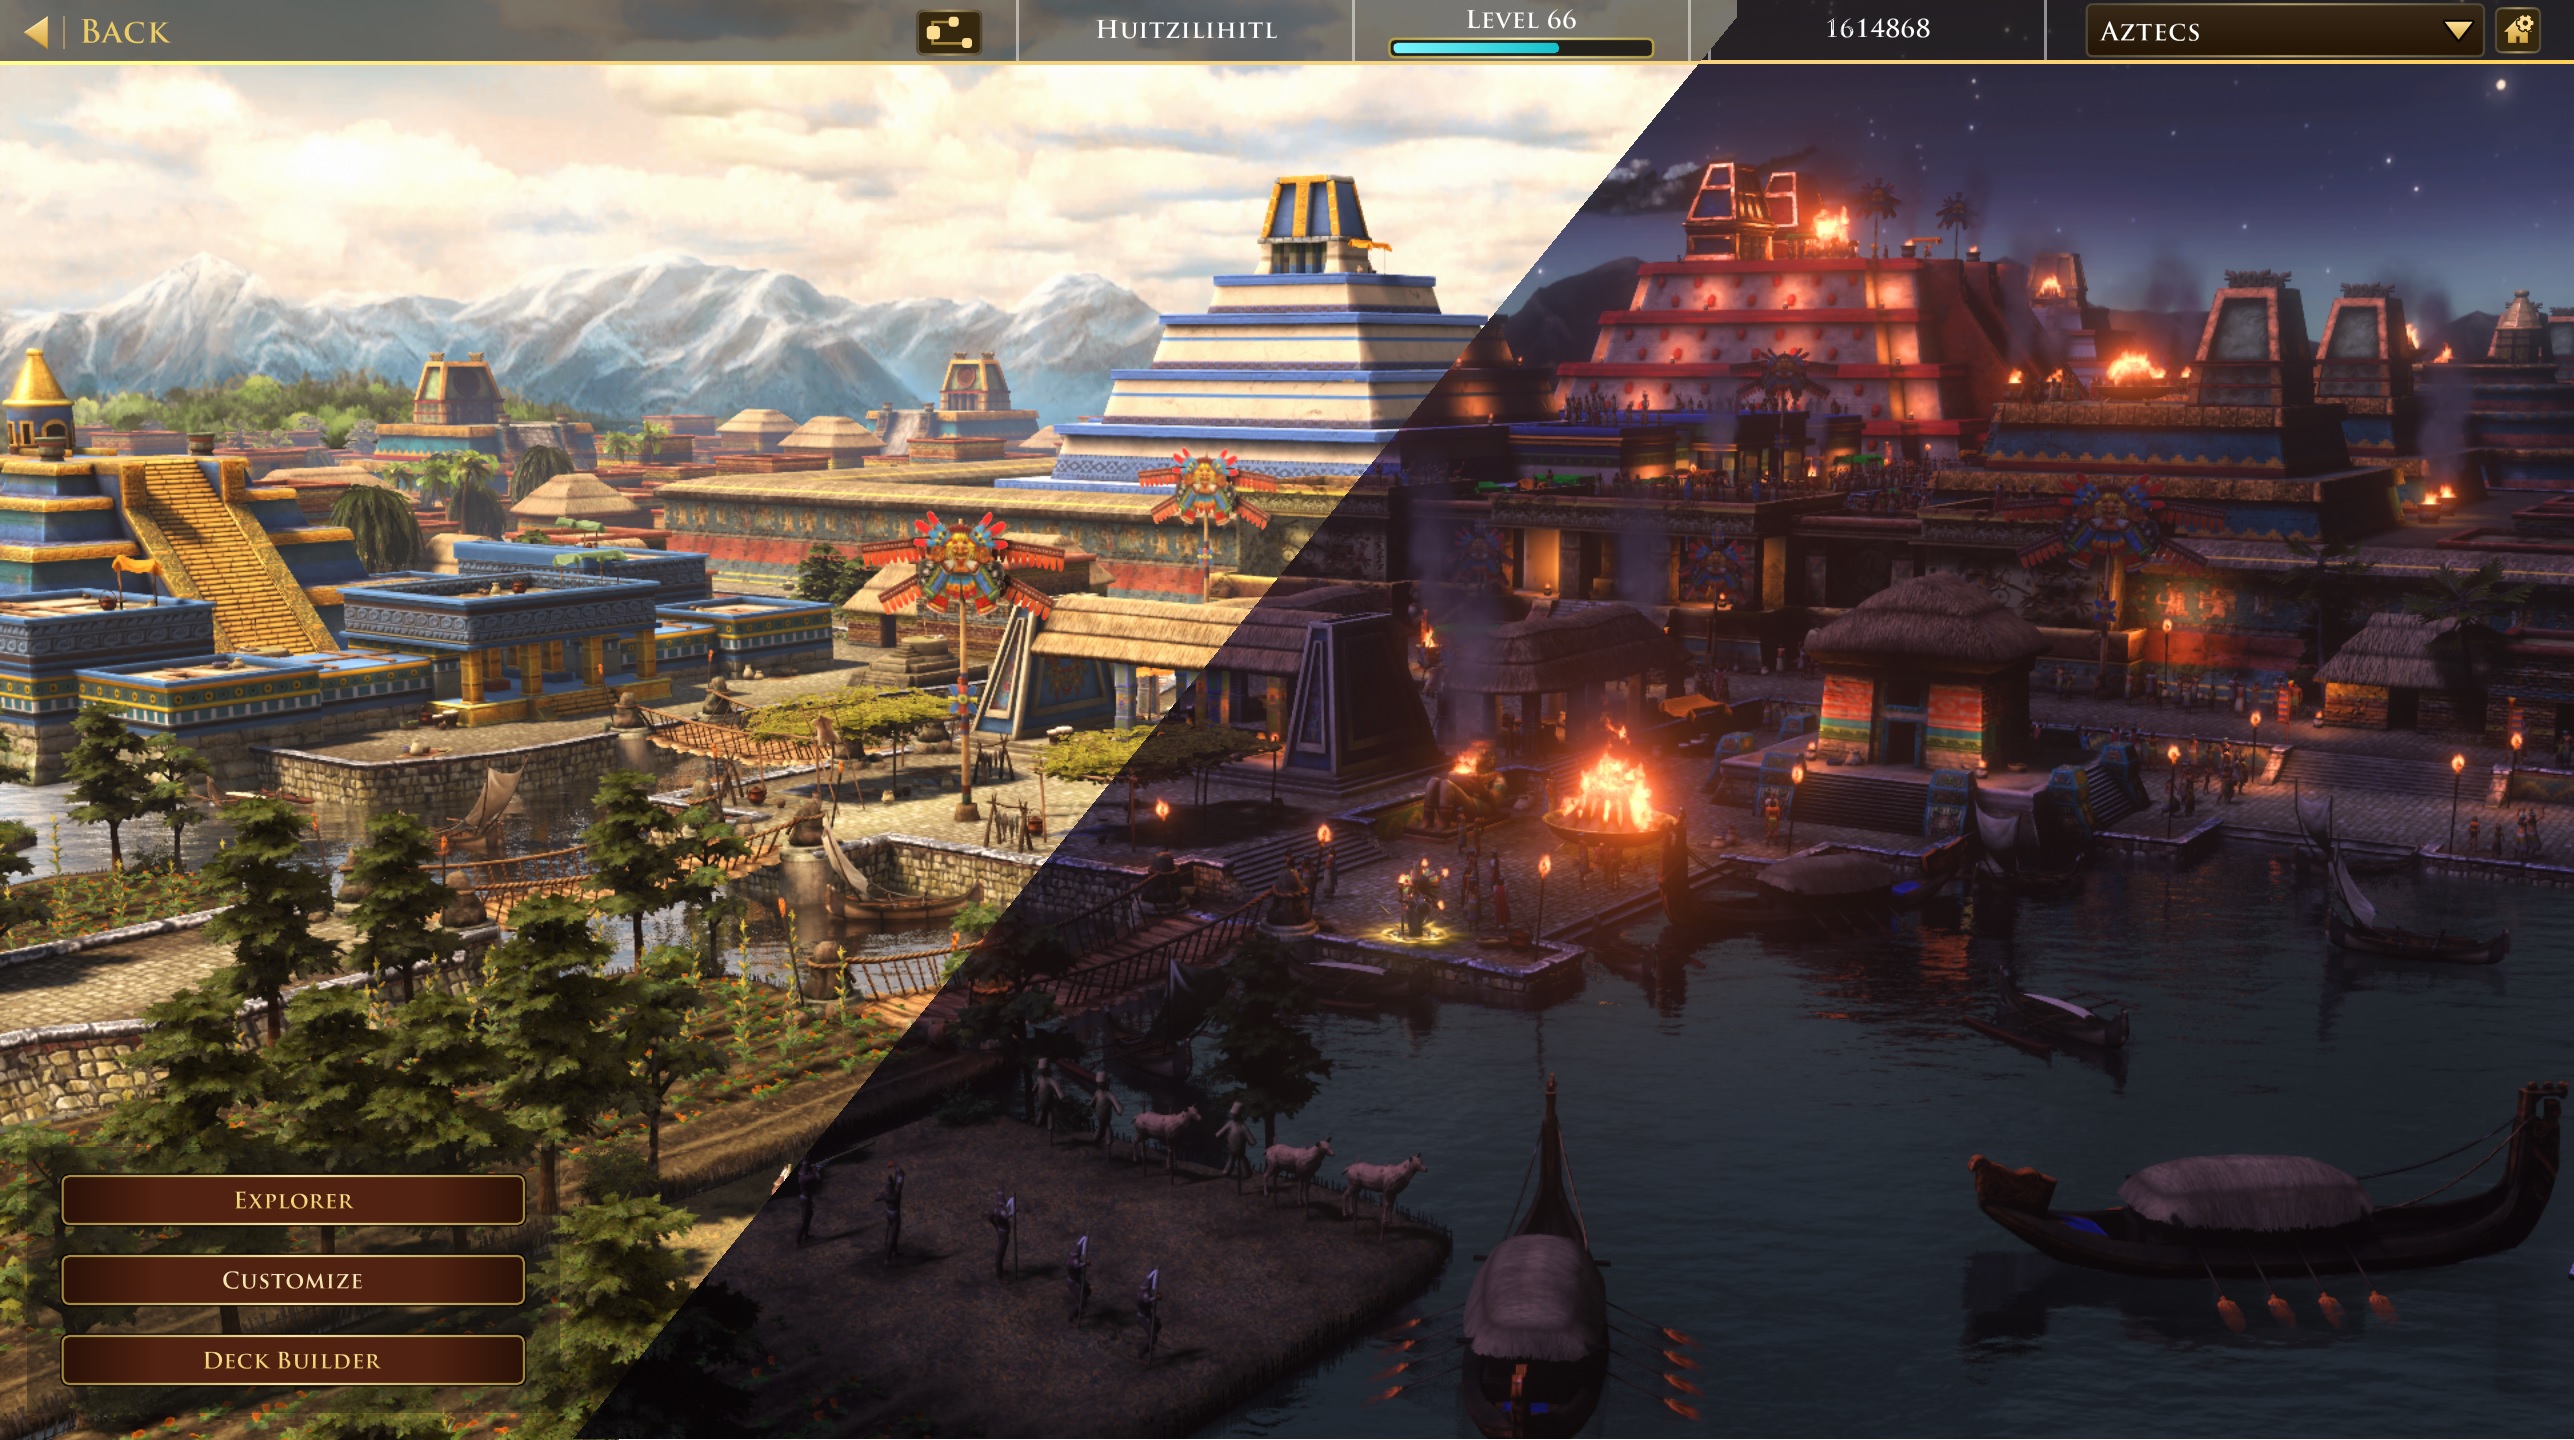 BACK
HUITZILIHITL
LEVEL 66
1614868
AZTECS
EXPLORER
CUSTOMIZE
DECK BUILDER